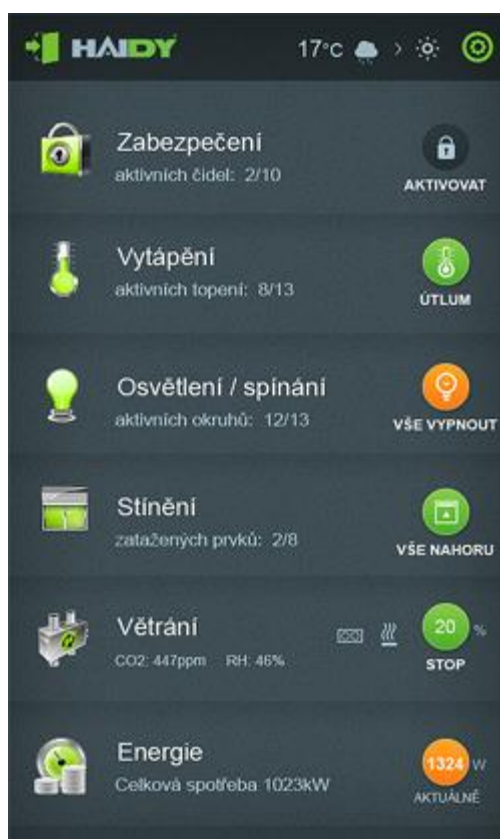 HAIDY 17°C
Zabezpečení
aktivních čidel: 2/10
AKTIVOVAT
Vytápění
aktivních topení: 8/13
ÚTLUM
Osvětlení / spínání
aktivních okruhů: 12/13
VŠE VYPNOUT
Stínění
zatažených prvků: 2/8
VŠE NAHORU
Větrání
20 %
CO2: 447ppm RH: 46%
STOP
Energie
1324 W
Celková spotřeba 1023kW
AKTUÁLNĚ